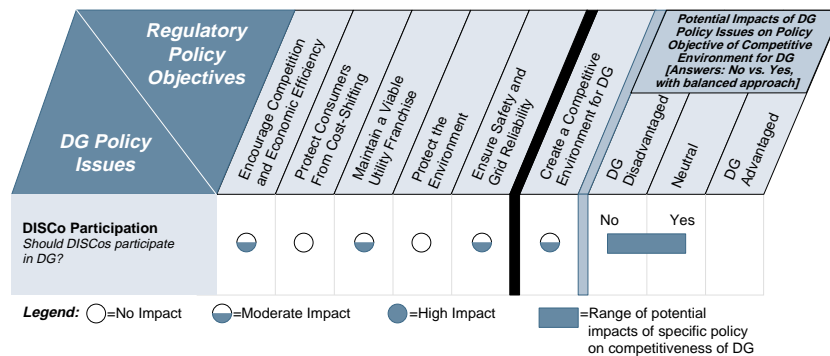 Regulatory
Policy
Objectives
DG Policy
Issues
Encourage Competition
and Economic Efficiency
Protect Consumers
From Cost-Shifting
Maintain a Viable
Utility Franchise
Protect the
Environment
Ensure Safety and
Grid Reliability
Create a Competitive
Environment for DG
Potential Impacts of DG
Policy Issues on Policy
Objective of Competitive
Environment for DG
[Answers: No vs. Yes,
with balanced approach]
DG
Disadvantaged
Neutral
DG
Advantaged
DISCo Participation
Should DISCos participate
in DG?
No Yes
Legend: =No Impact =Moderate Impact =High Impact =Range of potential
impacts of specific policy
on competitiveness of DG